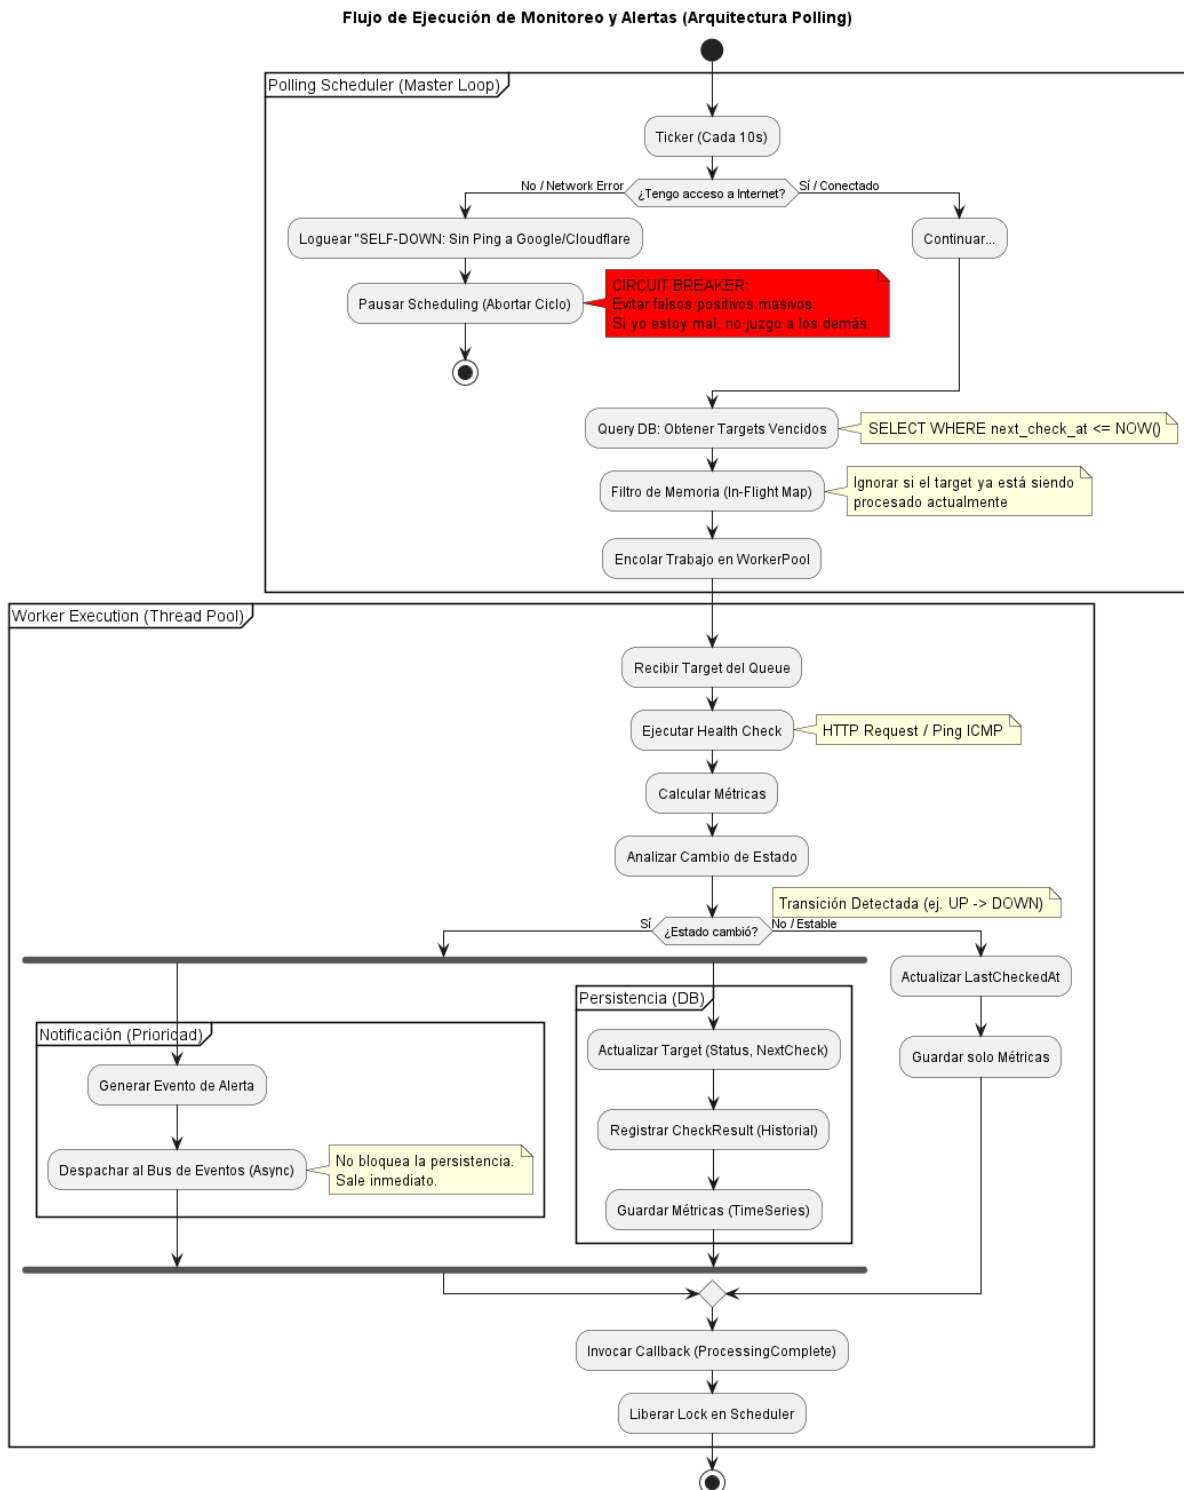 Flujo de Ejecución de Monitoreo y Alertas (Arquitectura Polling)
Polling Scheduler (Master Loop)
Ticker (Cada 10s)
No / Network Error
¿Tengo acceso a Internet?
Sí / Conectado
Loguear "SELF-DOWN: Sin Ping a Google/Cloudflare
Continuar...
Pausar Scheduling (Abortar Ciclo)
CIRCUIT BREAKER:
Evitar falsos positivos masivos.
Si yo estoy mal, no juzgo a los demás.
Query DB: Obtener Targets Vencidos
SELECT WHERE next_check_at <= NOW()
Filtro de Memoria (In-Flight Map)
Ignorar si el target ya está siendo
procesado actualmente
Encolar Trabajo en WorkerPool
Worker Execution (Thread Pool)
Recibir Target del Queue
Ejecutar Health Check
HTTP Request / Ping ICMP
Calcular Métricas
Analizar Cambio de Estado
Transición Detectada (ej. UP -> DOWN)
Sí
¿Estado cambió?
No / Estable
Actualizar LastCheckedAt
Guardar solo Métricas
Notificación (Prioridad)
Generar Evento de Alerta
Despachar al Bus de Eventos (Async)
No bloquea la persistencia.
Sale inmediato.
Persistencia (DB)
Actualizar Target (Status, NextCheck)
Registrar CheckResult (Historial)
Guardar Métricas (TimeSeries)
Invocar Callback (ProcessingComplete)
Liberar Lock en Scheduler